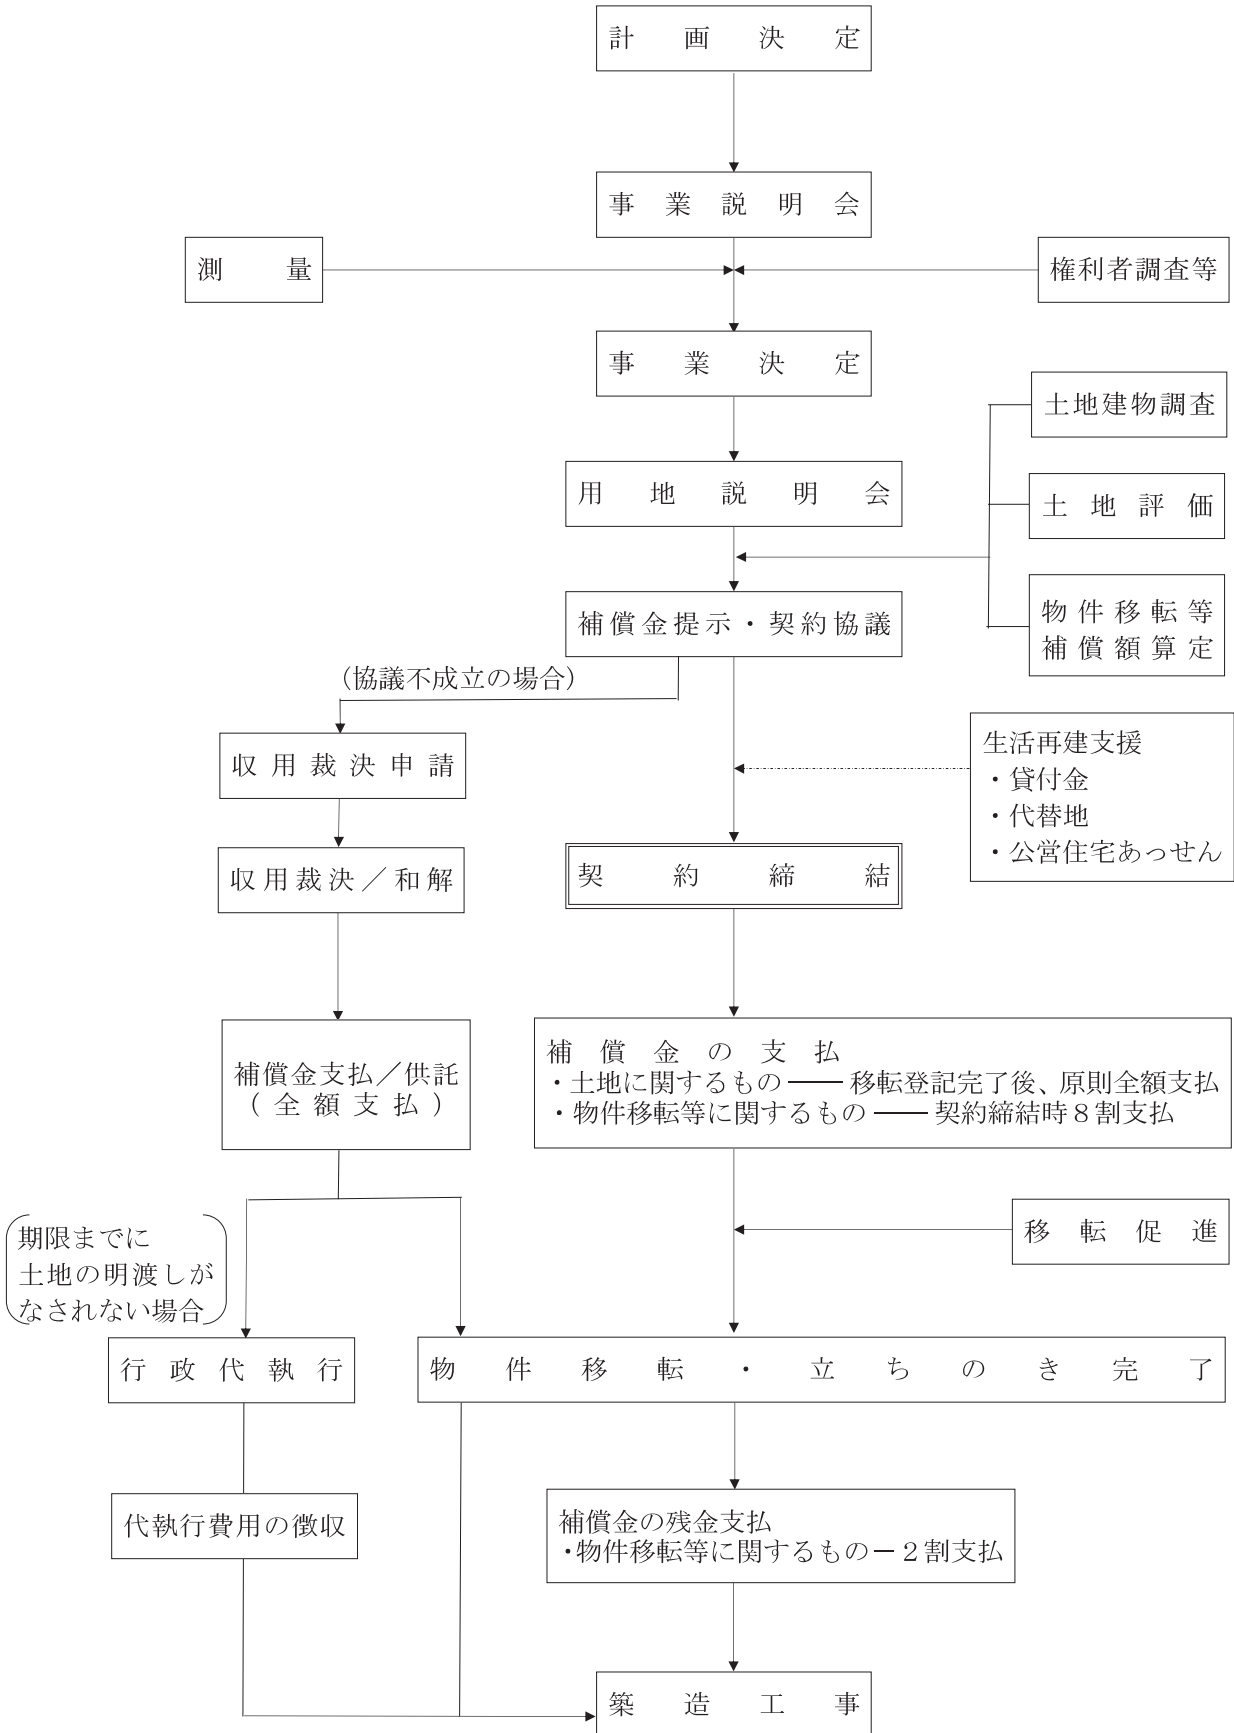 計画決定
事業説明会
測量
権利者調査等
事業決定
土地建物調査
用地説明会
土地評価
物件移転等
補償額算定
補償金提示・契約協議
（協議不成立の場合）
収用裁決申請
生活再建支援
・貸付金
・代替地
・公営住宅あっせん
収用裁決／和解
契約締結
補償金支払／供託
（全額支払）
補償金の支払
・土地に関するもの ―― 移転登記完了後、原則全額支払
・物件移転等に関するもの ―― 契約締結時８割支払
期限までに
土地の明渡しが
なされない場合
移転促進
行政代執行
物件移転・立ちのき完了
代執行費用の徴収
補償金の残金支払
・物件移転等に関するもの－２割支払
築造工事